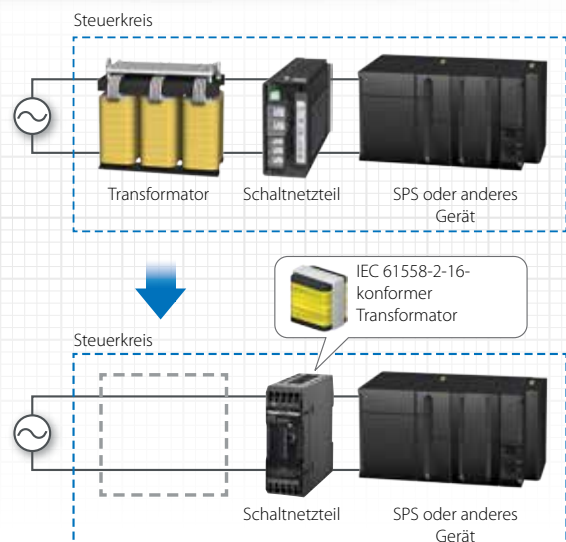 Steuerkreis
Transformator
Schaltnetzteil
SPS oder anderes
Gerät
IEC 61558-2-16-
konformer
Transformator
Steuerkreis
Schaltnetzteil
SPS oder anderes
Gerät